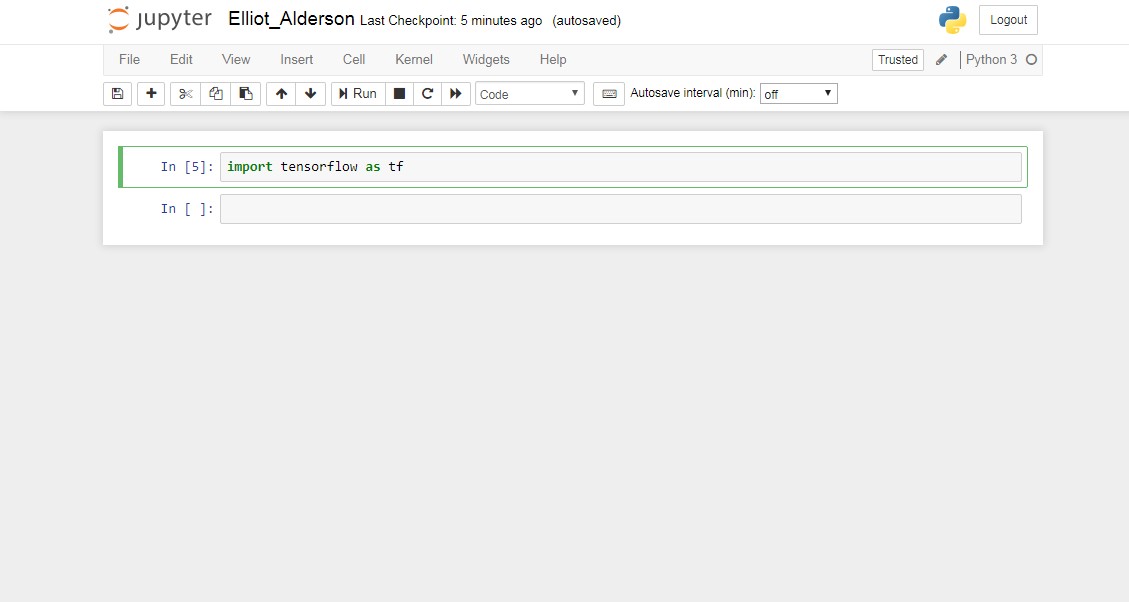 jupyter Elliot_Alderson Last Checkpoint: 5 minutes ago (autosaved) Logout
File Edit View Insert Cell Kernel Widgets Help Trusted Python 3
Run Code Autosave interval (min): off
In [5]: import tensorflow as tf
In [ ]: